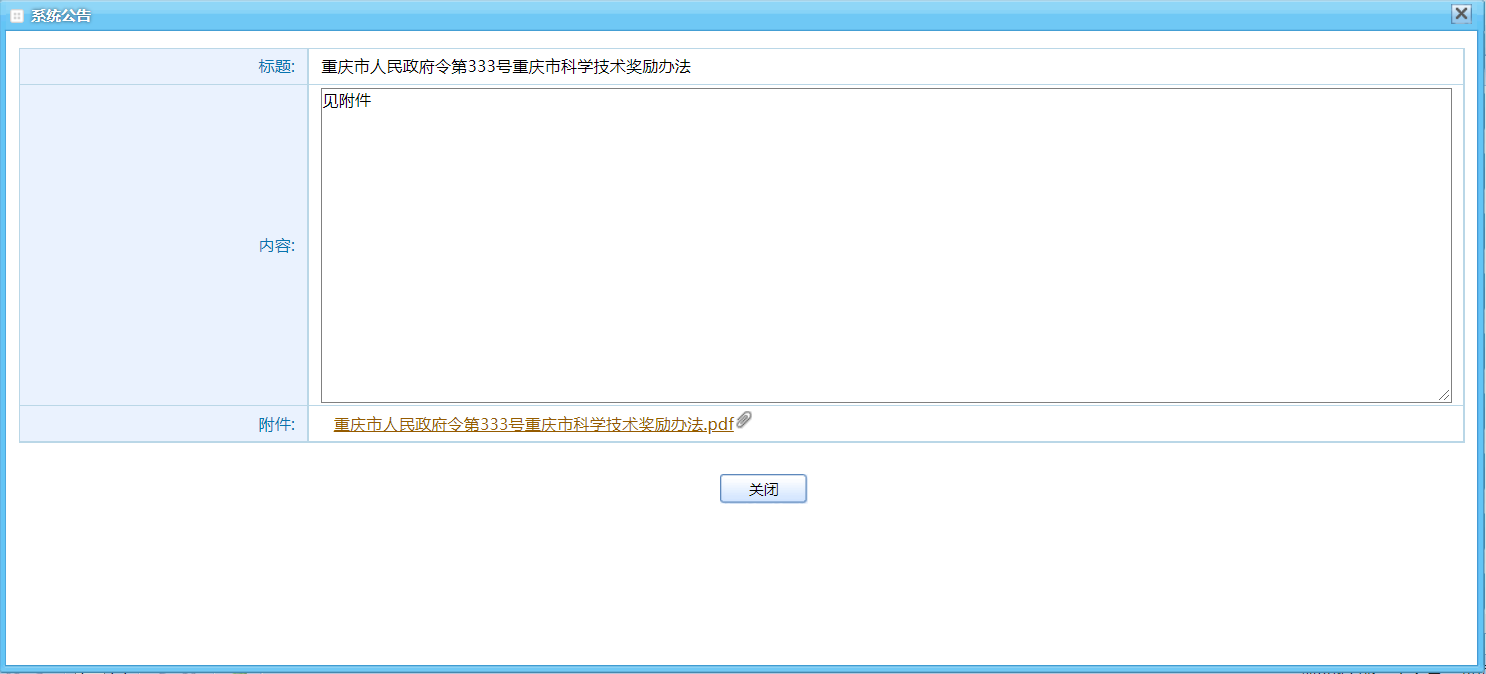 系统公告
标题:
重庆市人民政府令第333号重庆市科学技术奖励办法
内容:
见附件
附件:
重庆市人民政府令第333号重庆市科学技术奖励办法.pdf
关闭